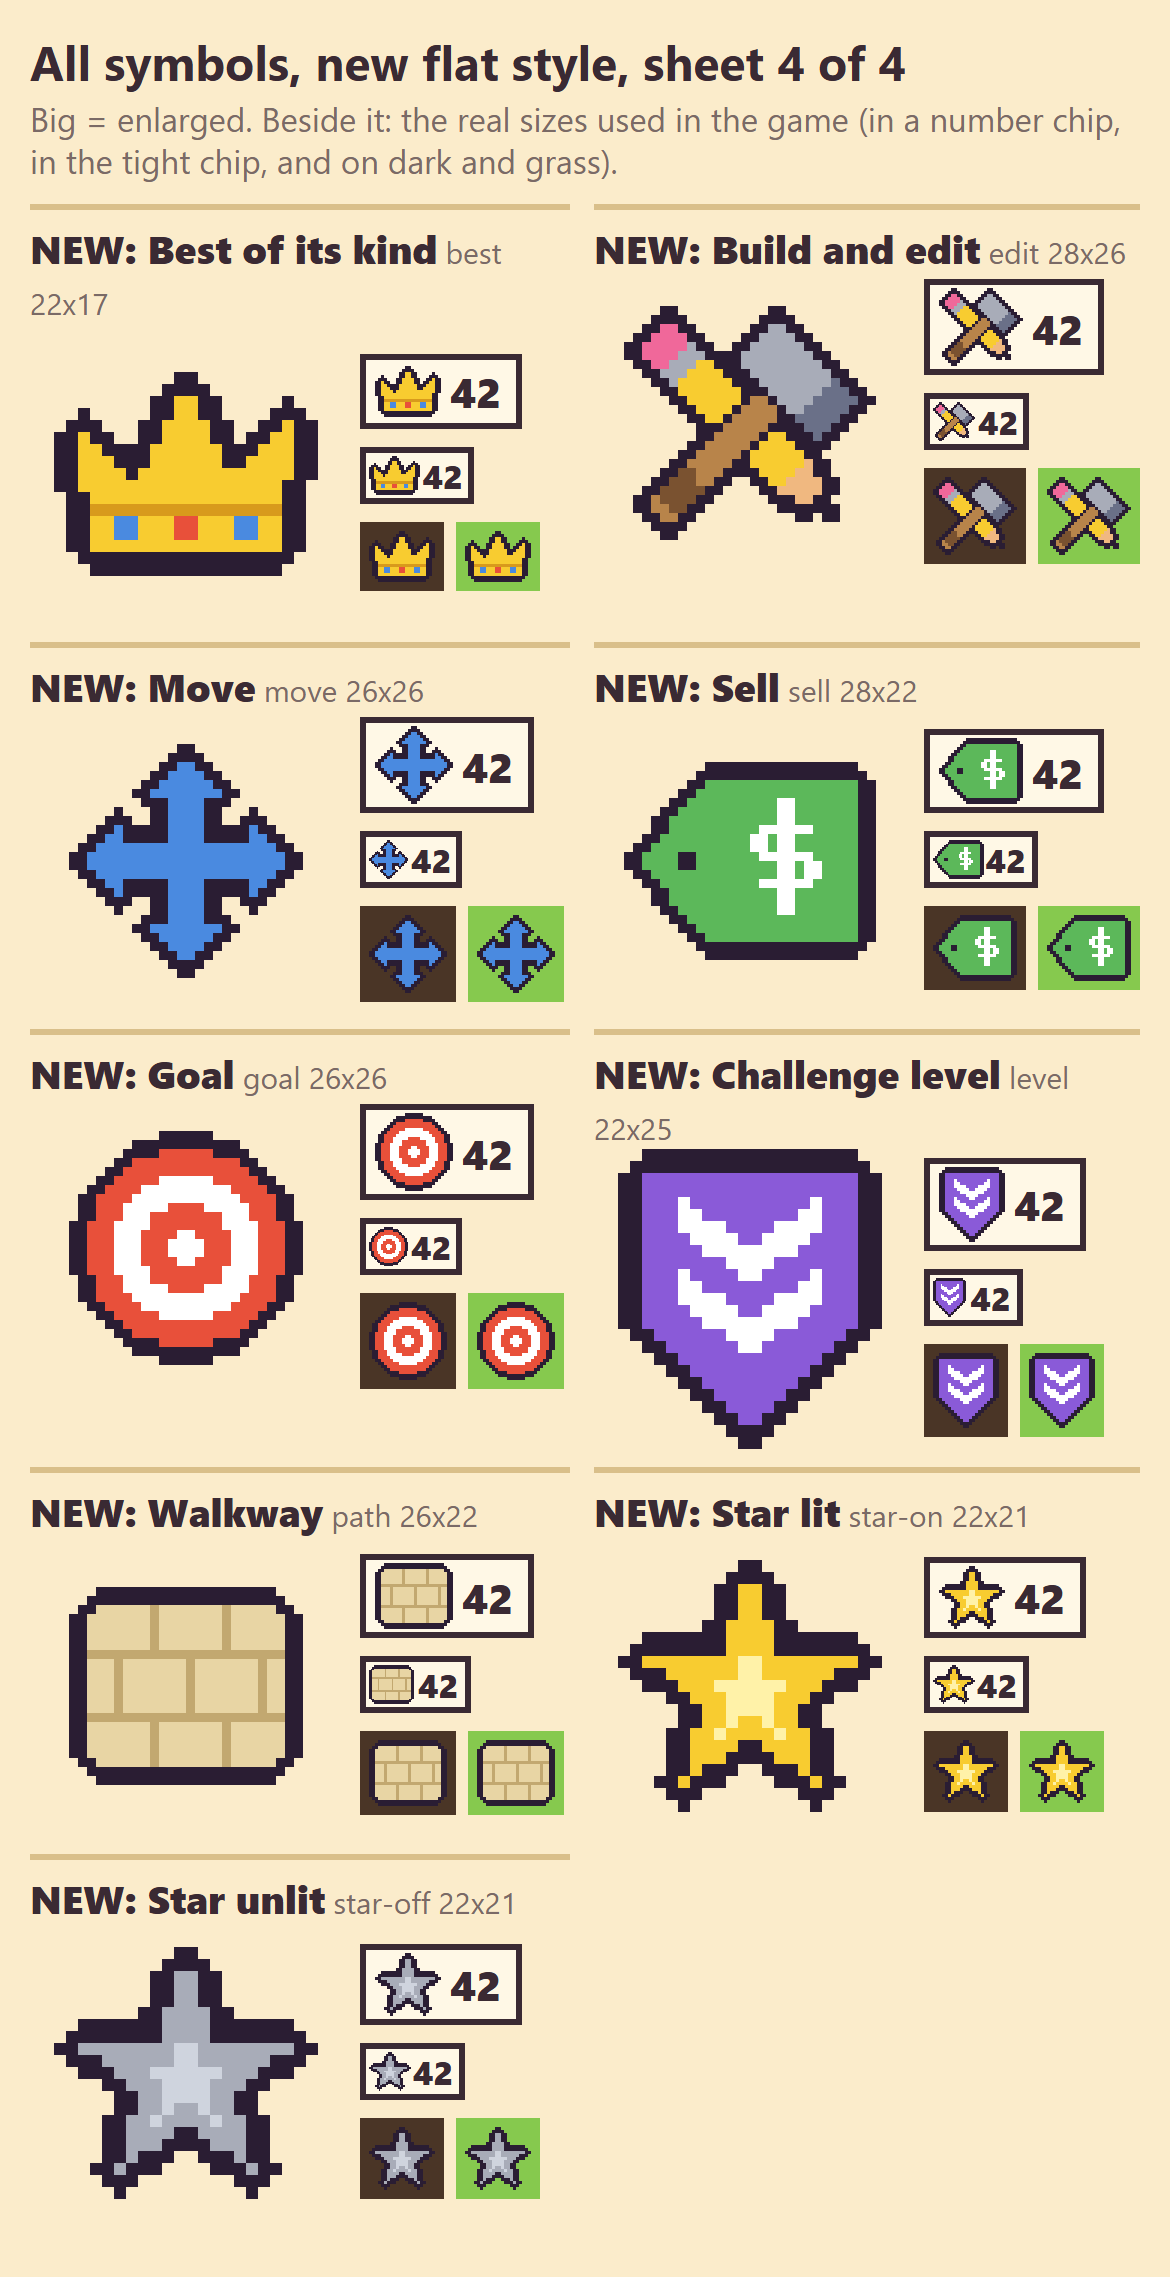 All symbols, new flat style, sheet 4 of 4
Big = enlarged. Beside it: the real sizes used in the game (in a number chip,
in the tight chip, and on dark and grass).
NEW: Best of its kind best
22x17
42
42
NEW: Build and edit edit 28x26
42
42
NEW: Move move 26x26
42
42
NEW: Sell sell 28x22
$
42
$ 42
$
$
$
NEW: Goal goal 26x26
42
42
NEW: Challenge level level
22x25
42
42
NEW: Walkway path 26x22
42
42
NEW: Star lit star-on 22x21
42
42
NEW: Star unlit star-off 22x21
42
42